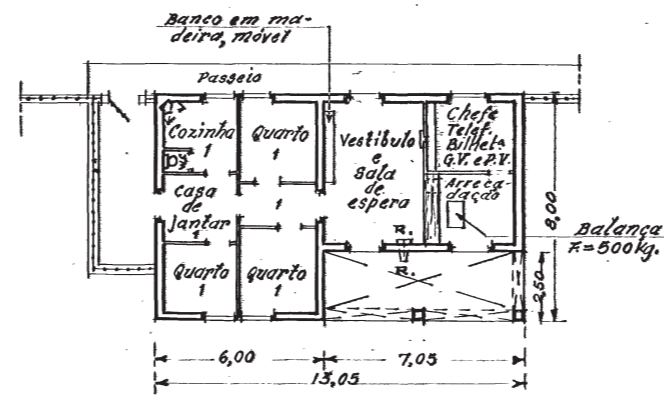 Banco em ma-
deira, móvel
Passeio
Cozinha
1
Quarto
1
Vestíbulo
e
Sala
de
espera
Chefe
Telef.
Bilhet.ª
G.V. e P.V.
Arreca-
dação
Casa
de
jantar
1
1
Quarto
1
Quarto
1
R.
R.
Balança
F=500kg.
8,00
2,50
6,00
7,05
13,05